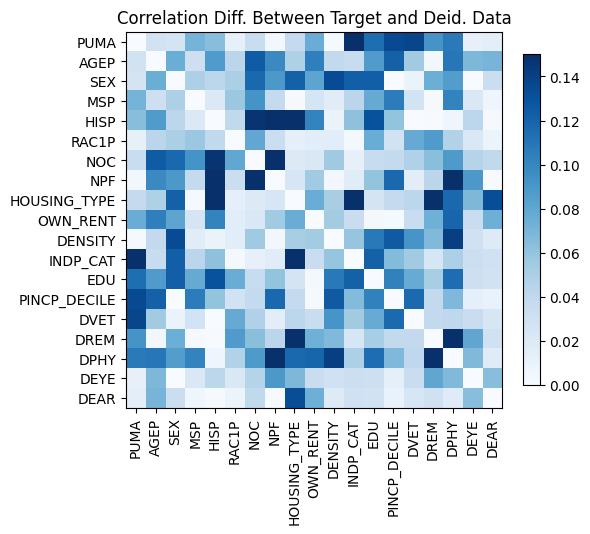 Correlation Diff. Between Target and Deid. Data
PUMA
AGEP
SEX
MSP
HISP
RAC1P
NOC
NPF
HOUSING_TYPE
OWN_RENT
DENSITY
INDP_CAT
EDU
PINCP_DECILE
DVET
DREM
DPHY
DEYE
DEAR
PUMA
AGEP
SEX
MSP
HISP
RAC1P
NOC
NPF
HOUSING_TYPE
OWN_RENT
DENSITY
INDP_CAT
EDU
PINCP_DECILE
DVET
DREM
DPHY
DEYE
DEAR
0.14
0.12
0.10
0.08
0.06
0.04
0.02
0.00